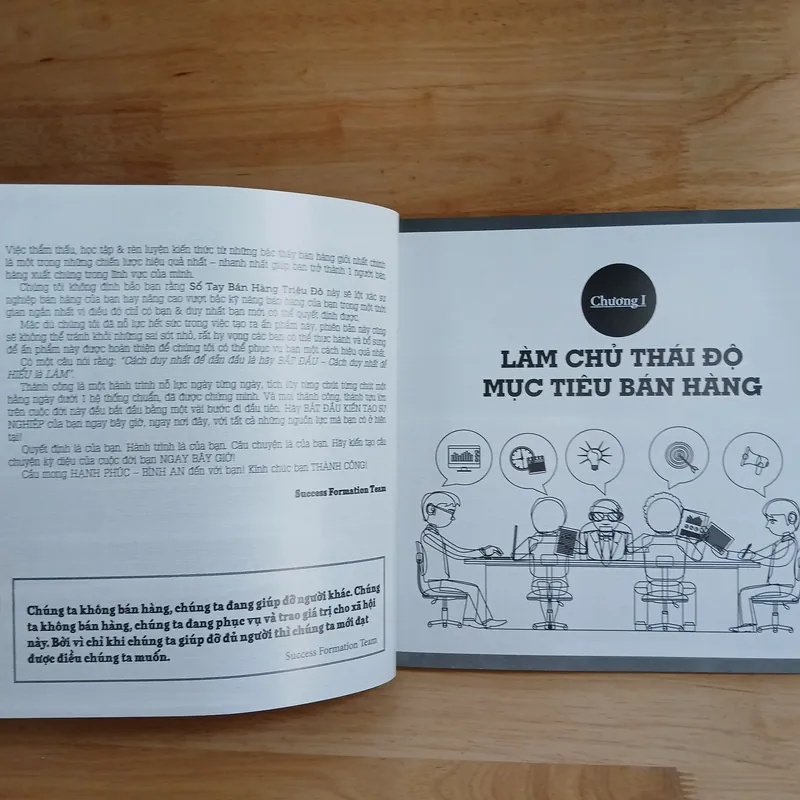 Việc thẩm thấu, học tập & rèn luyện kiến thức từ những bậc thầy bán hàng giỏi nhất chính
là một trong những chiến lược hiệu quả nhất – nhanh nhất giúp bạn trở thành 1 người bán
hàng xuất chúng trong lĩnh vực của mình.
Chúng tôi không định bảo bạn rằng Sổ Tay Bán Hàng Triệu Đô này sẽ lột xác sự
nghiệp bán hàng của bạn hay nâng cao vượt bậc kỹ năng bán hàng của bạn trong một thời
gian ngắn nhất vì điều đó chỉ có bạn & duy nhất bạn mới có thể quyết định được.
Mặc dù chúng tôi đã nỗ lực hết sức trong việc tạo ra ấn phẩm này, phiên bản này cũng
sẽ không thể tránh khỏi những sai sót nhỏ, rất hy vọng các bạn có thể thực hành và bổ sung
để ấn phẩm này được hoàn thiện để chúng tôi có thể phục vụ bạn một cách hiệu quả nhất.
Có một câu nói rằng: "Cách duy nhất để dẫn đầu là hãy BẮT ĐẦU – Cách duy nhất để
HIỂU là LÀM".
Thành công là một hành trình nỗ lực từng ngày, tích lũy từng chút từng chút một
hằng ngày dưới 1 hệ thống chuẩn, đã được chứng minh. Và mọi thành công, thành tựu lớn
trên cuộc đời này đều bắt đầu bằng một vài bước đi đầu tiên. Hãy BẮT ĐẦU KIẾN TẠO SỰ
NGHIỆP của bạn ngay bây giờ, ngay nơi đây, với tất cả những nguồn lực mà bạn có ở hiện
tại!
Quyết định là của bạn. Hành trình là của bạn. Câu chuyện là của bạn. Hãy kiến tạo câu
chuyện kỳ diệu của cuộc đời bạn NGAY BÂY GIỜ!
Cầu mong HẠNH PHÚC – BÌNH AN đến với bạn! Kính chúc bạn THÀNH CÔNG!
Success Formation Team
Chúng ta không bán hàng, chúng ta đang giúp đỡ người khác. Chúng
ta không bán hàng, chúng ta đang phục vụ và trao giá trị cho xã hội
này. Bởi vì chỉ khi chúng ta giúp đỡ đủ người thì chúng ta mới đạt
được điều chúng ta muốn.
Success Formation Team
Chương I
LÀM CHỦ THÁI ĐỘ
MỤC TIÊU BÁN HÀNG